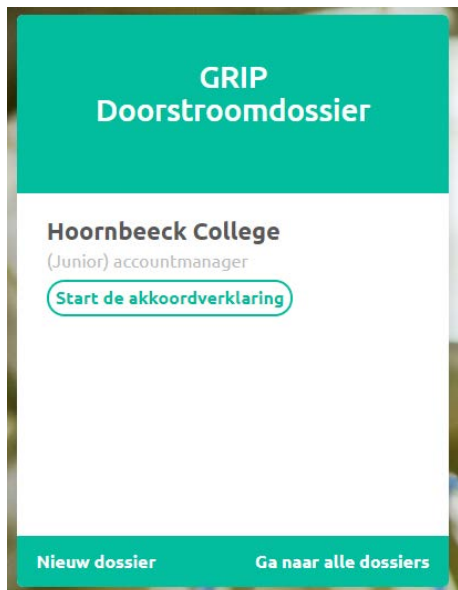 GRIP
Doorstroomdossier
Hoornbeeck College
(Junior) accountmanager
Start de akkoordverklaring
Nieuw dossier
Ga naar alle dossiers